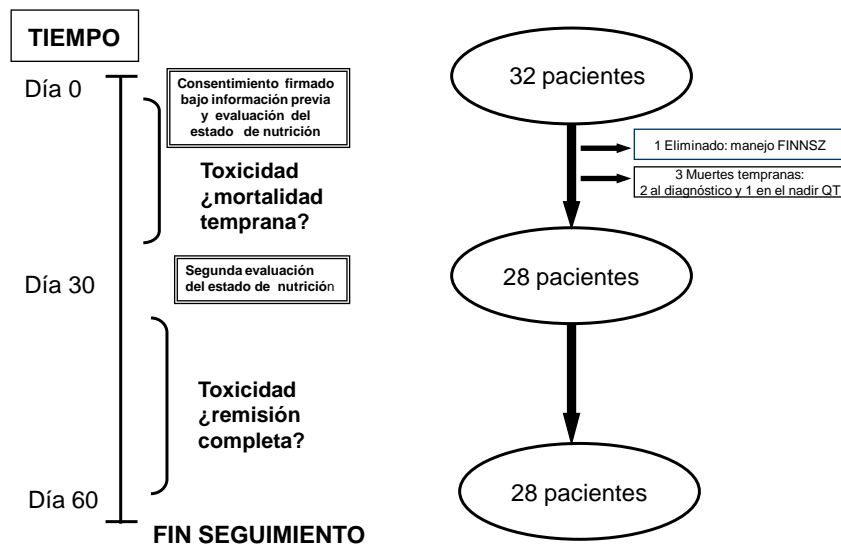 TIEMPO
Día 0
Consentimiento firmado
bajo información previa
y evaluación del
estado de nutrición
Toxicidad
¿mortalidad
temprana?
Día 30
Segunda evaluación
del estado de nutrición
Toxicidad
¿remisión
completa?
Día 60
FIN SEGUIMIENTO
32 pacientes
1 Eliminado: manejo FINNSZ
3 Muertes tempranas:
2 al diagnóstico y 1 en el nadir QT
28 pacientes
28 pacientes